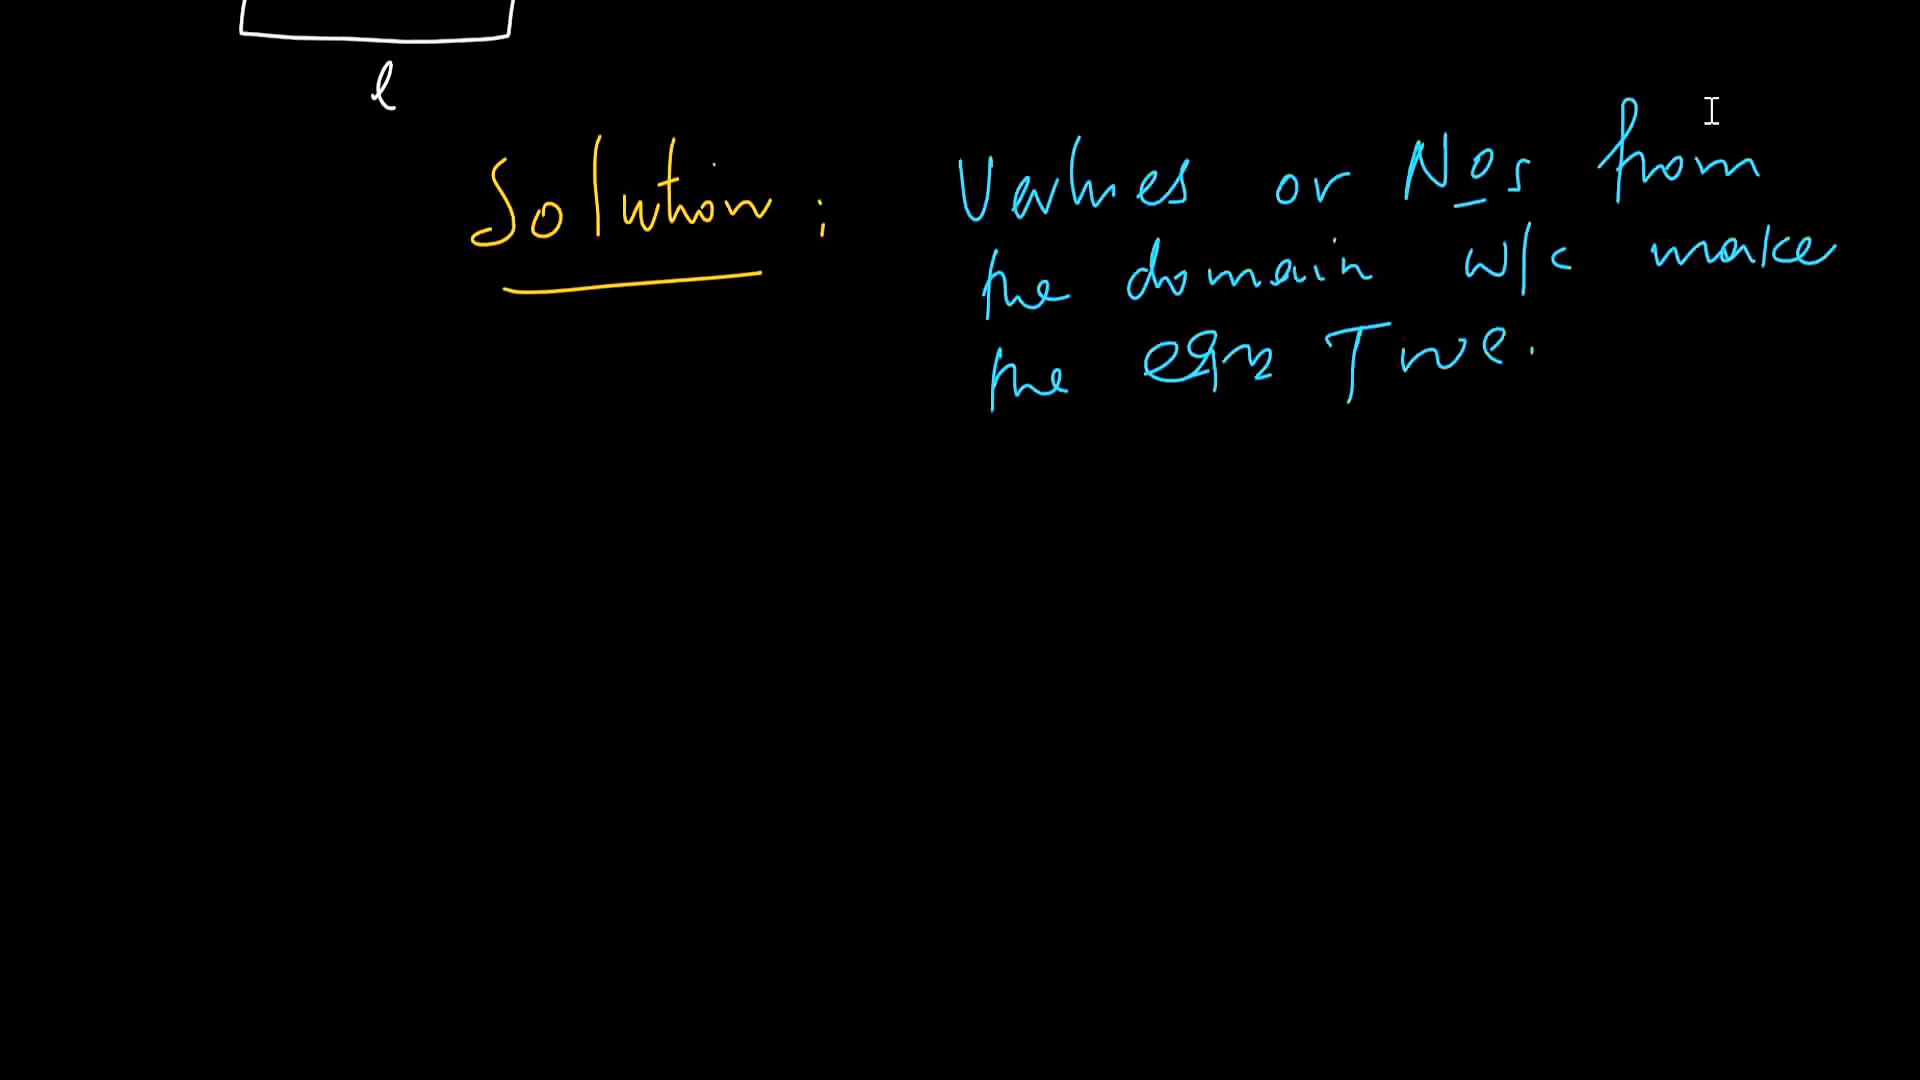 l
Solution :
Values or Nos from
the domain w/c make
the eqn True.